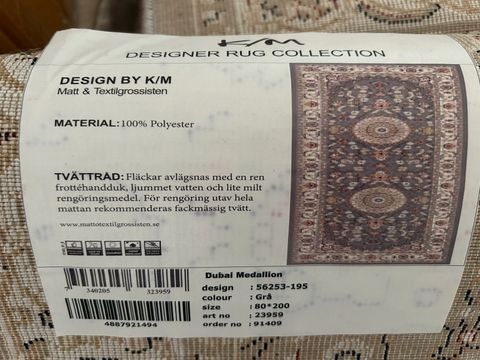 K/M
DESIGNER RUG COLLECTION
DESIGN BY K/M
Matt & Textilgrossisten
MATERIAL: 100% Polyester
TVÄTTRÅD: Fläckar avlägsnas med en ren
frottéhandduk, ljummet vatten och lite milt
rengöringsmedel. För rengöring utav hela
mattan rekommenderas fackmässig tvätt.
www.mattotextilgrossisten.se
Dubai Medallion
design : 56253-195
colour : Grå
size : 80*200
art no : 23959
order no : 91409
7 340205 323959
4887921494